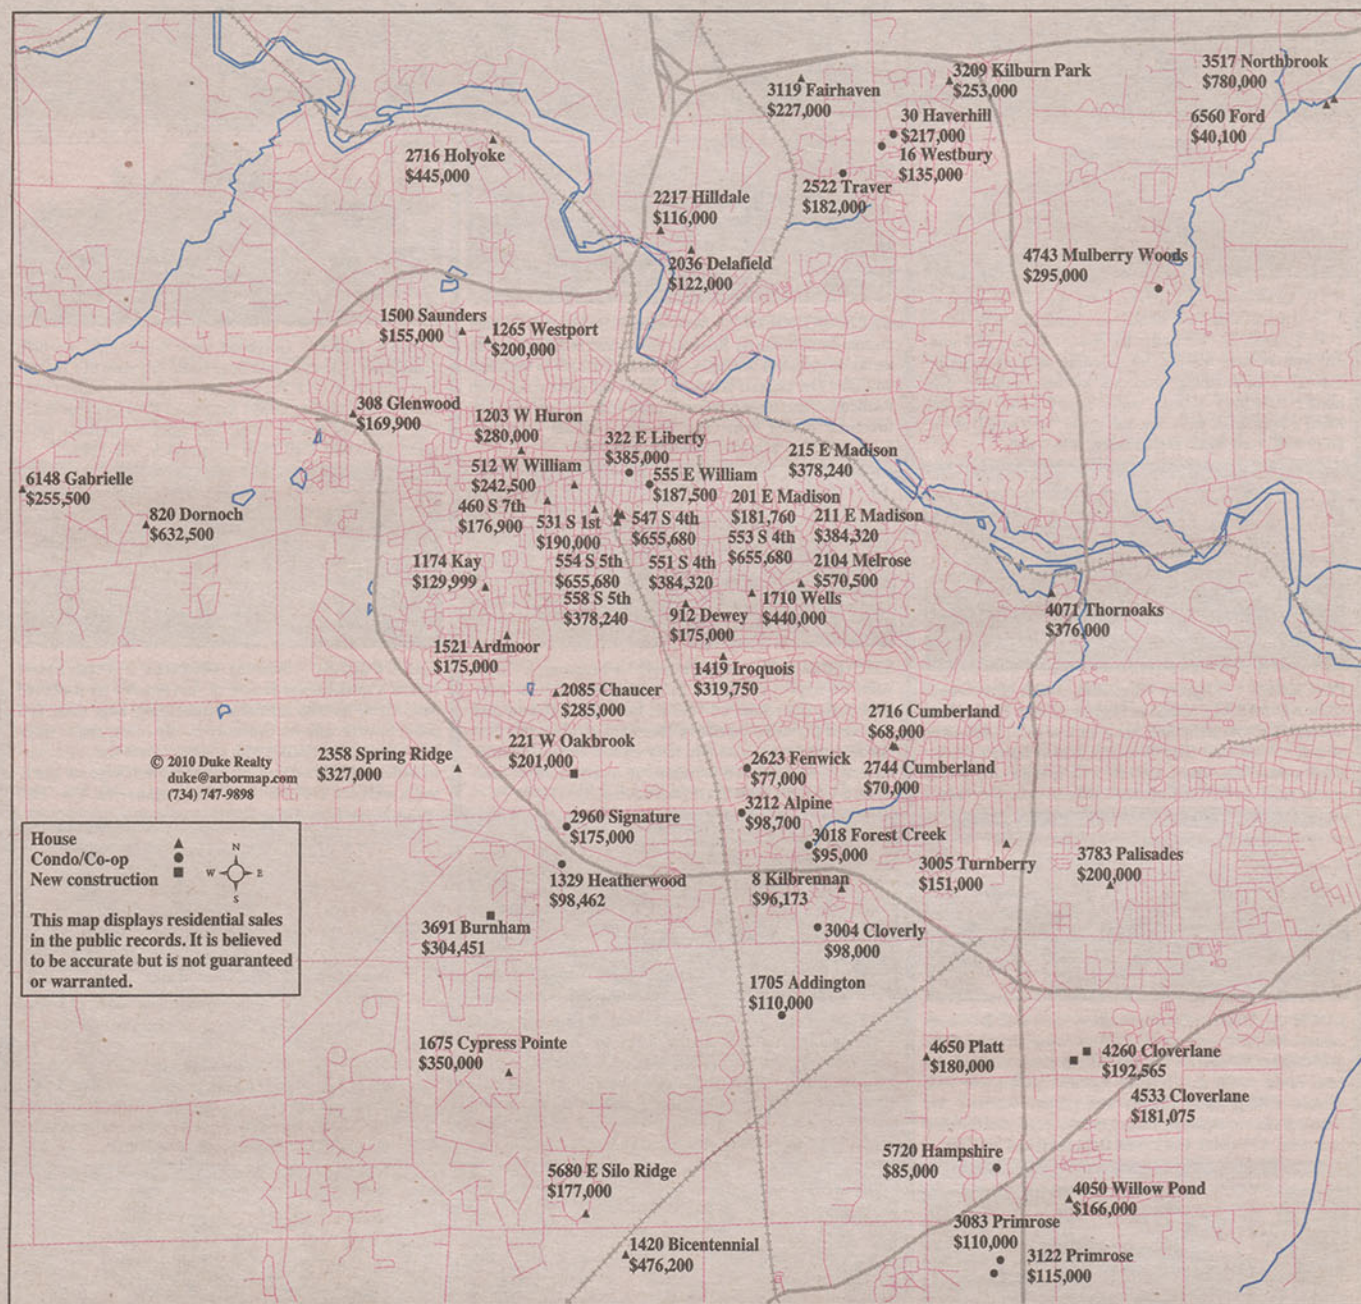 3119 Fairhaven
$227,000
3209 Kilburn Park
$253,000
3517 Northbrook
$780,000
6560 Ford
$40,100
30 Haverhill
$217,000
16 Westbury
$135,000
2716 Holyoke
$445,000
2522 Traver
$182,000
2217 Hilldale
$116,000
2036 Delafield
$122,000
4743 Mulberry Woods
$295,000
1500 Saunders
$155,000
1265 Westport
$200,000
308 Glenwood
$169,900
1203 W Huron
$280,000
322 E Liberty
$385,000
215 E Madison
$378,240
512 W William
$242,500
555 E William
$187,500
6148 Gabrielle
$255,500
820 Dornoch
$632,500
460 S 7th
$176,900
531 S 1st
$190,000
547 S 4th
$655,680
201 E Madison
$181,760
211 E Madison
$384,320
553 S 4th
$655,680
1174 Kay
$129,999
554 S 5th
$655,680
551 S 4th
$384,320
2104 Melrose
$570,500
558 S 5th
$378,240
1710 Wells
$440,000
912 Dewey
$175,000
4071 Thornoaks
$376,000
1521 Ardmoor
$175,000
1419 Iroquois
$319,750
2085 Chaucer
$285,000
2716 Cumberland
$68,000
221 W Oakbrook
$201,000
2358 Spring Ridge
$327,000
2623 Fenwick
$77,000
2744 Cumberland
$70,000
© 2010 Duke Realty
duke@arbormap.com
(734) 747-9898
3212 Alpine
$98,700
2960 Signature
$175,000
3018 Forest Creek
$95,000
3005 Turnberry
$151,000
3783 Palisades
$200,000
House
Condo/Co-op
New construction
N
W
E
S
This map displays residential sales
in the public records. It is believed
to be accurate but is not guaranteed
or warranted.
1329 Heatherwood
$98,462
8 Kilbrennan
$96,173
3691 Burnham
$304,451
3004 Cloverly
$98,000
1705 Addington
$110,000
1675 Cypress Pointe
$350,000
4650 Platt
$180,000
4260 Cloverlane
$192,565
4533 Cloverlane
$181,075
5720 Hampshire
$85,000
5680 E Silo Ridge
$177,000
4050 Willow Pond
$166,000
3083 Primrose
$110,000
1420 Bicentennial
$476,200
3122 Primrose
$115,000